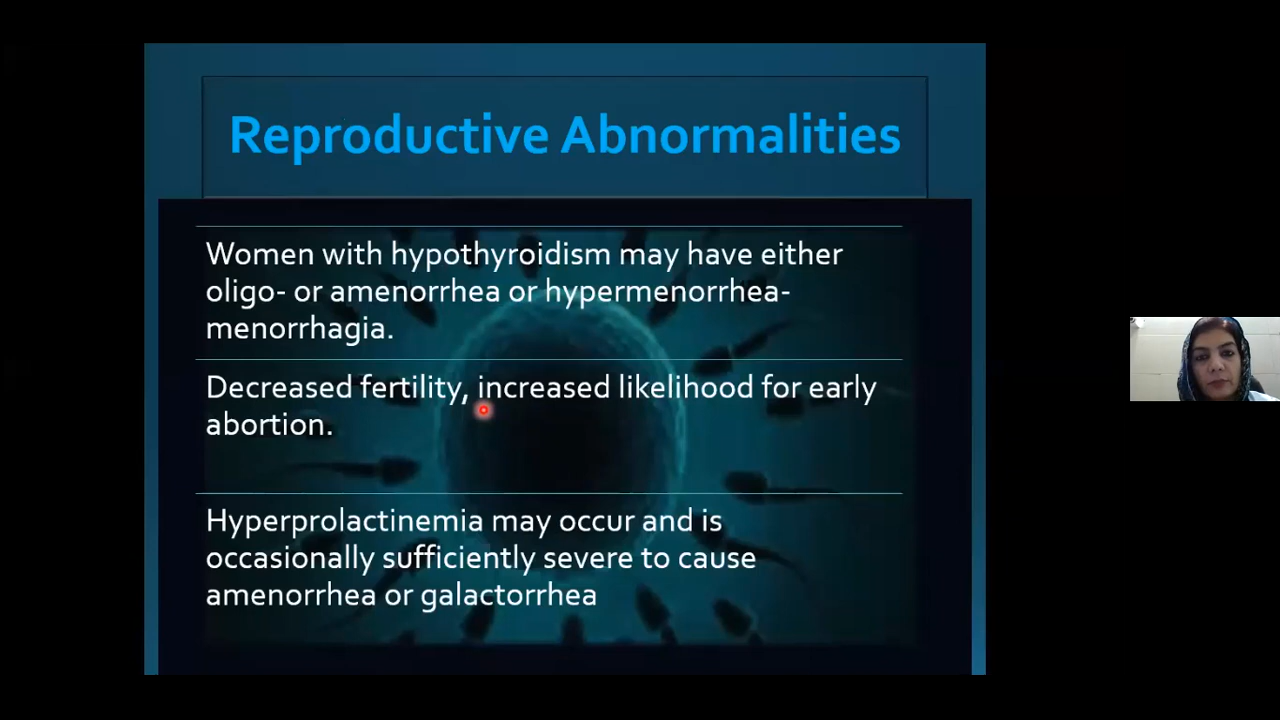 Reproductive Abnormalities
Women with hypothyroidism may have either
oligo- or amenorrhea or hypermenorrhea-
menorrhagia.
Decreased fertility, increased likelihood for early
abortion.
Hyperprolactinemia may occur and is
occasionally sufficiently severe to cause
amenorrhea or galactorrhea